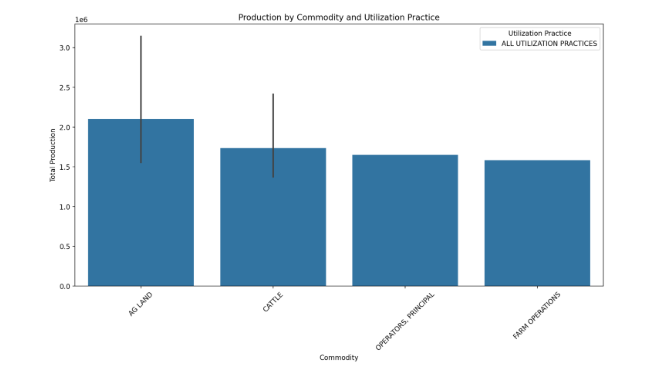 Production by Commodity and Utilization Practice
1e6
Utilization Practice
ALL UTILIZATION PRACTICES
3.0
2.5
2.0
1.5
1.0
0.5
0.0
Total Production
AG LAND
CATTLE
OPERATORS, PRINCIPAL
FARM OPERATIONS
Commodity